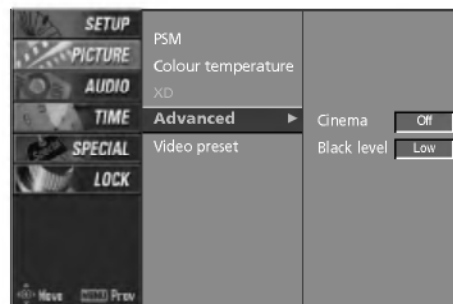 SETUP
PICTURE
AUDIO
TIME
SPECIAL
LOCK
Move MENU Prev
PSM
Colour temperature
XD
Advanced
Video preset
Cinema Off
Black level Low